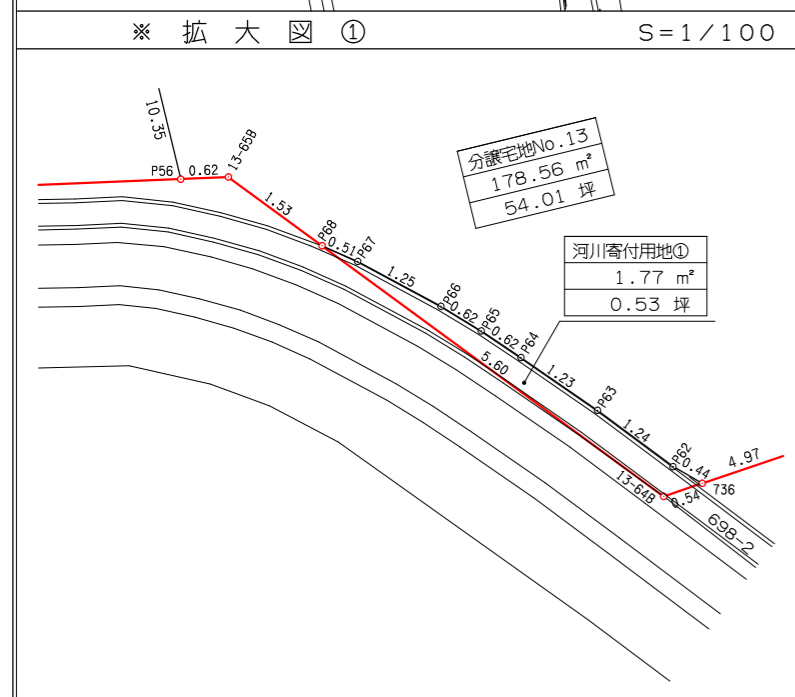 ※ 拡 大 図 ① S=1/100
10.35
P56 0.62 13-65B
1.53
P68
0.51
P67
1.25
P66
0.62
P65
0.62
P64
1.23
P63
1.24
P62
0.44
4.97
736
0.54
13-64B
5.60
698-2
分譲宅地No.13
178.56 ㎡
54.01 坪
河川寄付用地①
1.77 ㎡
0.53 坪